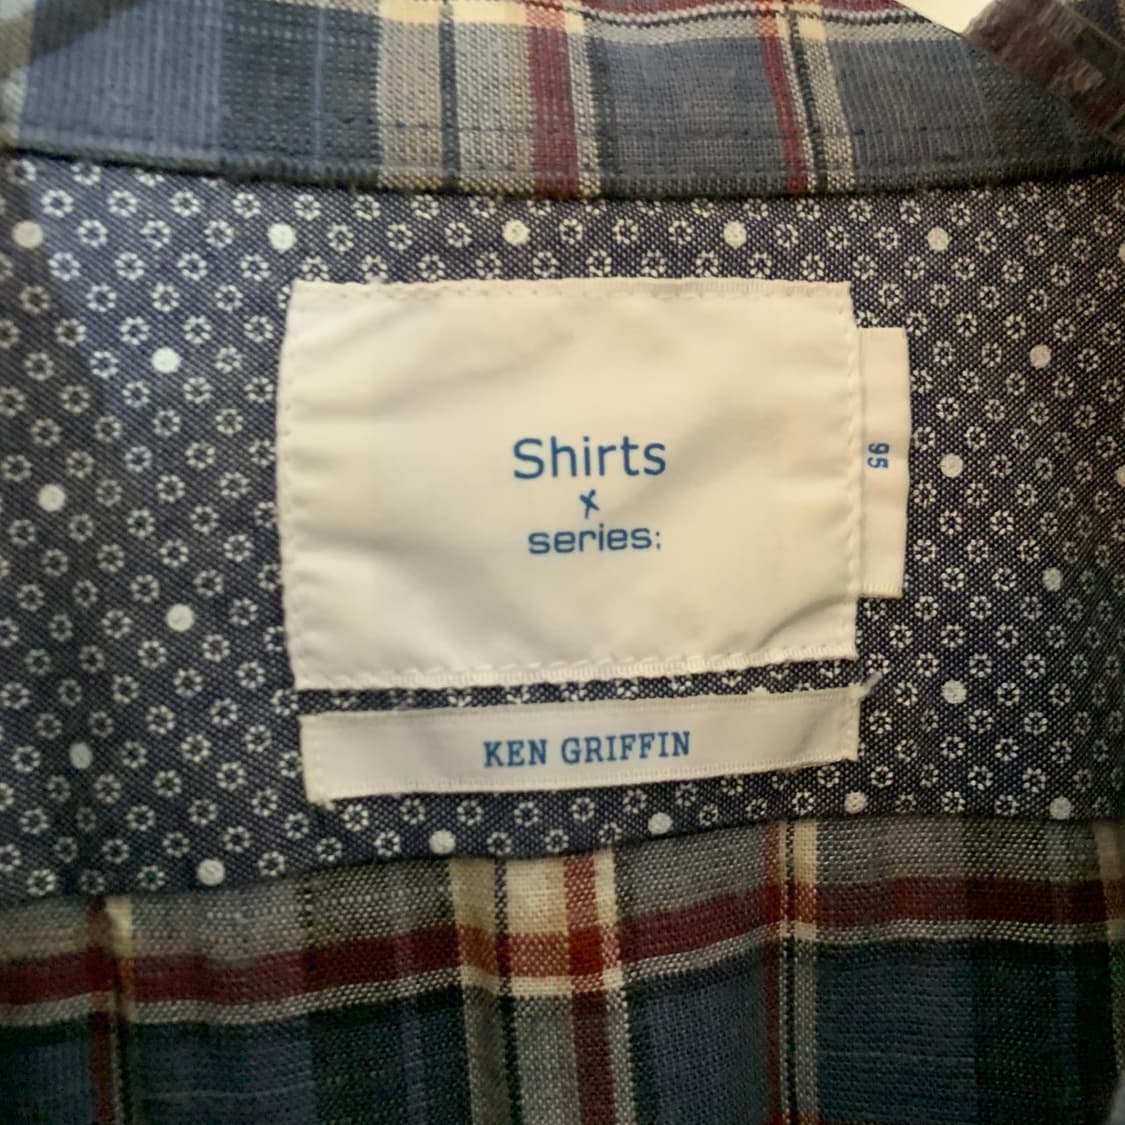 Shirts
x
series:
95
KEN GRIFFIN